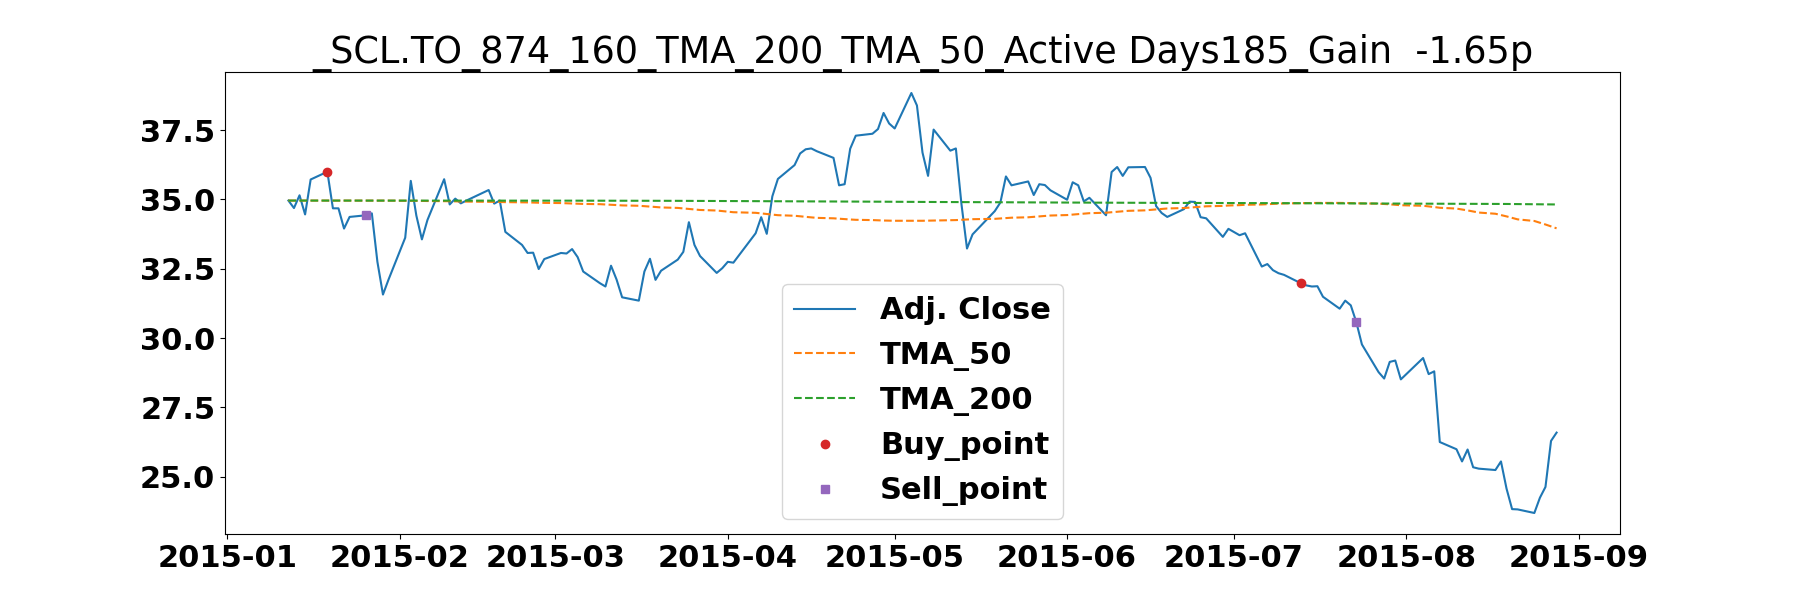 _SCL.TO_874_160_TMA_200_TMA_50_Active Days185_Gain  -1.65p
37.5
35.0
32.5
30.0
27.5
25.0
Adj. Close
TMA_50
TMA_200
Buy_point
Sell_point
2015-01 2015-02 2015-03 2015-04 2015-05 2015-06 2015-07 2015-08 2015-09